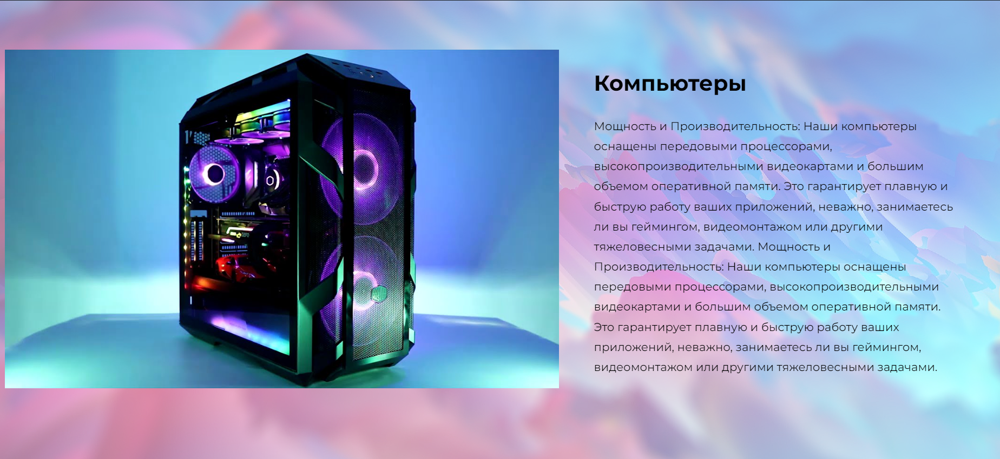 Компьютеры
Мощность и Производительность: Наши компьютеры
оснащены передовыми процессорами,
высокопроизводительными видеокартами и большим
объемом оперативной памяти. Это гарантирует плавную и
быструю работу ваших приложений, неважно, занимаетесь
ли вы геймингом, видеомонтажом или другими
тяжеловесными задачами. Мощность и
Производительность: Наши компьютеры оснащены
передовыми процессорами, высокопроизводительными
видеокартами и большим объемом оперативной памяти.
Это гарантирует плавную и быструю работу ваших
приложений, неважно, занимаетесь ли вы геймингом,
видеомонтажом или другими тяжеловесными задачами.